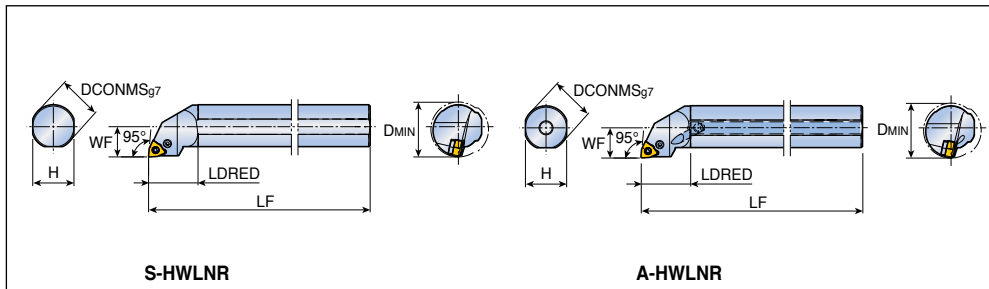 DCONMSg7
WF
95°
H
LDRED
LF
DMIN
S-HWLNR
DCONMSg7
WF
95°
H
LDRED
LF
DMIN
A-HWLNR